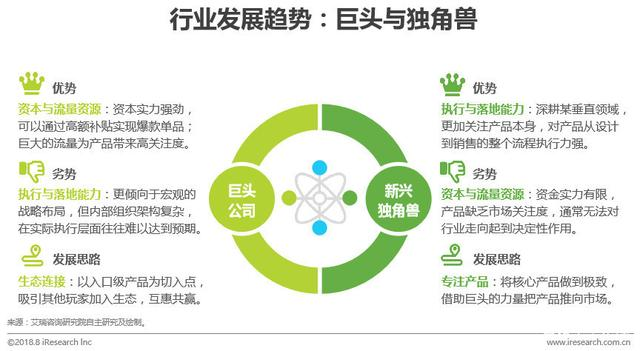 行业发展趋势：巨头与独角兽
优势
资本与流量资源：资本实力强劲，
可以通过高额补贴实现爆款单品；
巨大的流量为产品带来高关注度。
劣势
执行与落地能力：更倾向于宏观的
战略布局，但内部组织架构复杂，
在实际执行层面往往难以达到预期。
发展思路
生态连接：以入口级产品为切入点，
吸引其他玩家加入生态，互惠共赢。
巨头
公司
新兴
独角兽
优势
执行与落地能力：深耕某垂直领域，
更加关注产品本身，对产品从设计
到销售的整个流程执行力强。
劣势
资本与流量资源：资金实力有限，
产品缺乏市场关注度，通常无法对
行业走向起到决定性作用。
发展思路
专注产品：将核心产品做到极致，
借助巨头的力量把产品推向市场。
来源：艾瑞咨询研究院自主研究及绘制。
©2018.8 iResearch Inc
www.iresearch.com.cn